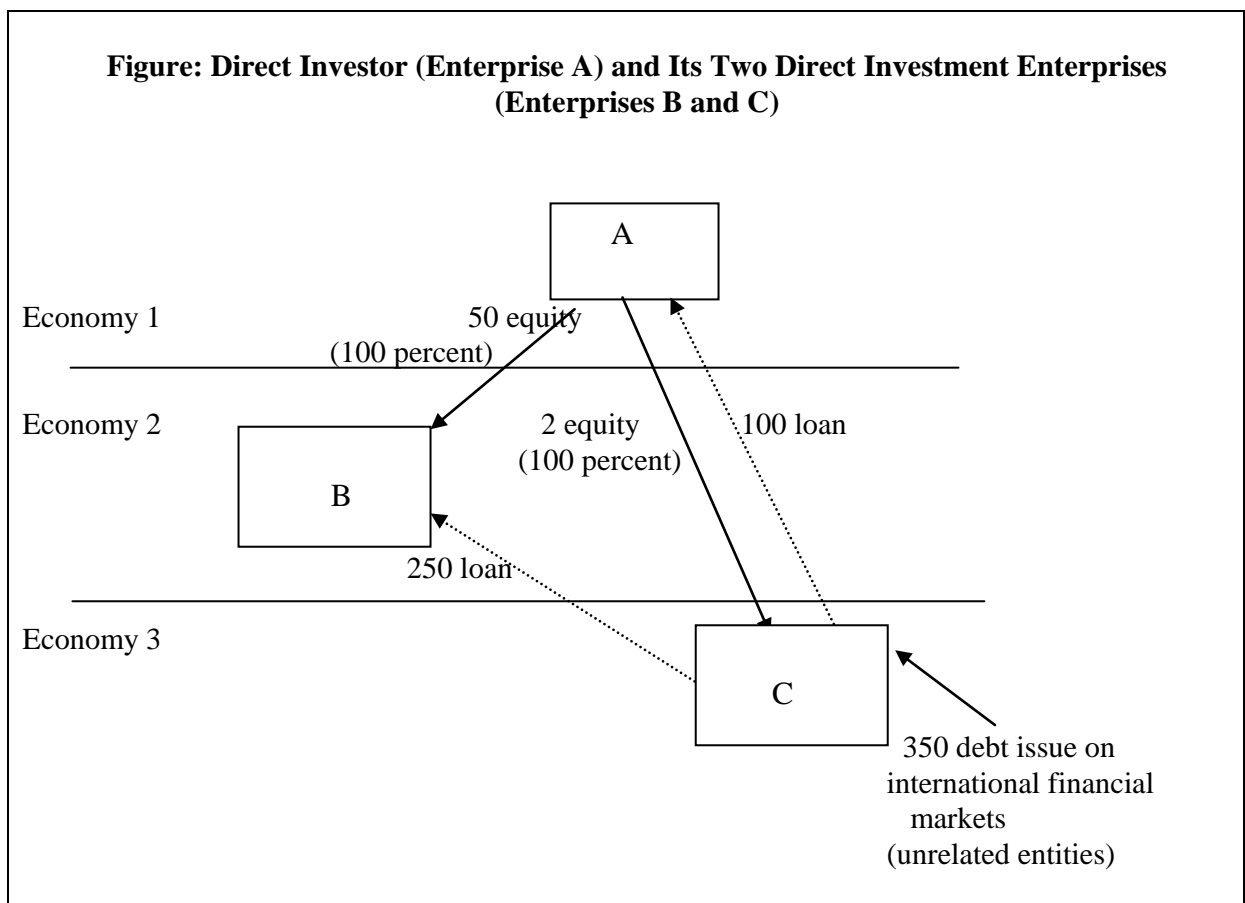 Figure: Direct Investor (Enterprise A) and Its Two Direct Investment Enterprises
(Enterprises B and C)
A
Economy 1
50 equity
(100 percent)
Economy 2
2 equity
(100 percent)
100 loan
B
250 loan
Economy 3
C
350 debt issue on
international financial
markets
(unrelated entities)